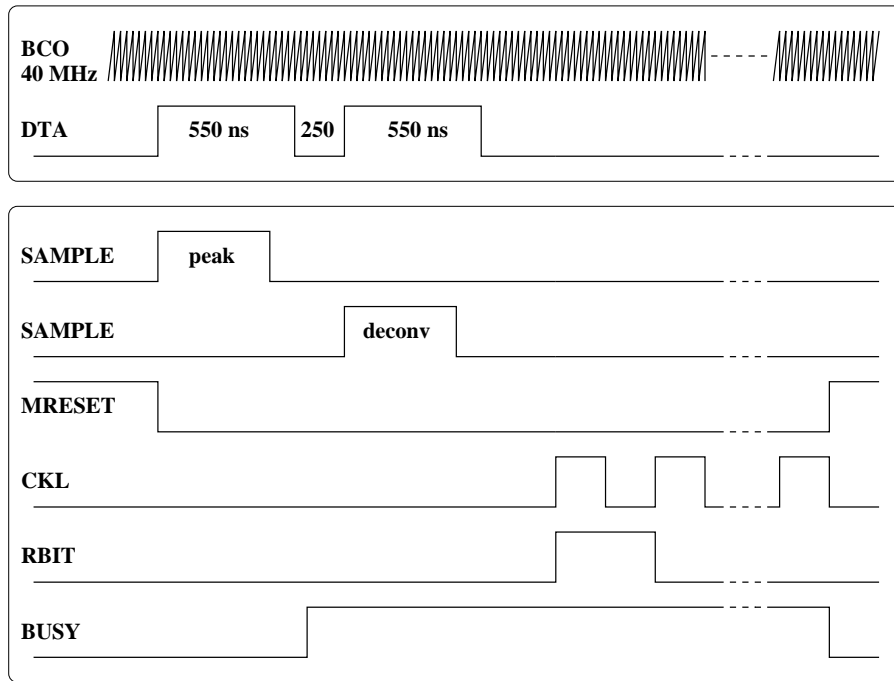 BCO
40 MHz
DTA
550 ns
250
550 ns
SAMPLE
peak
SAMPLE
deconv
MRESET
CKL
RBIT
BUSY